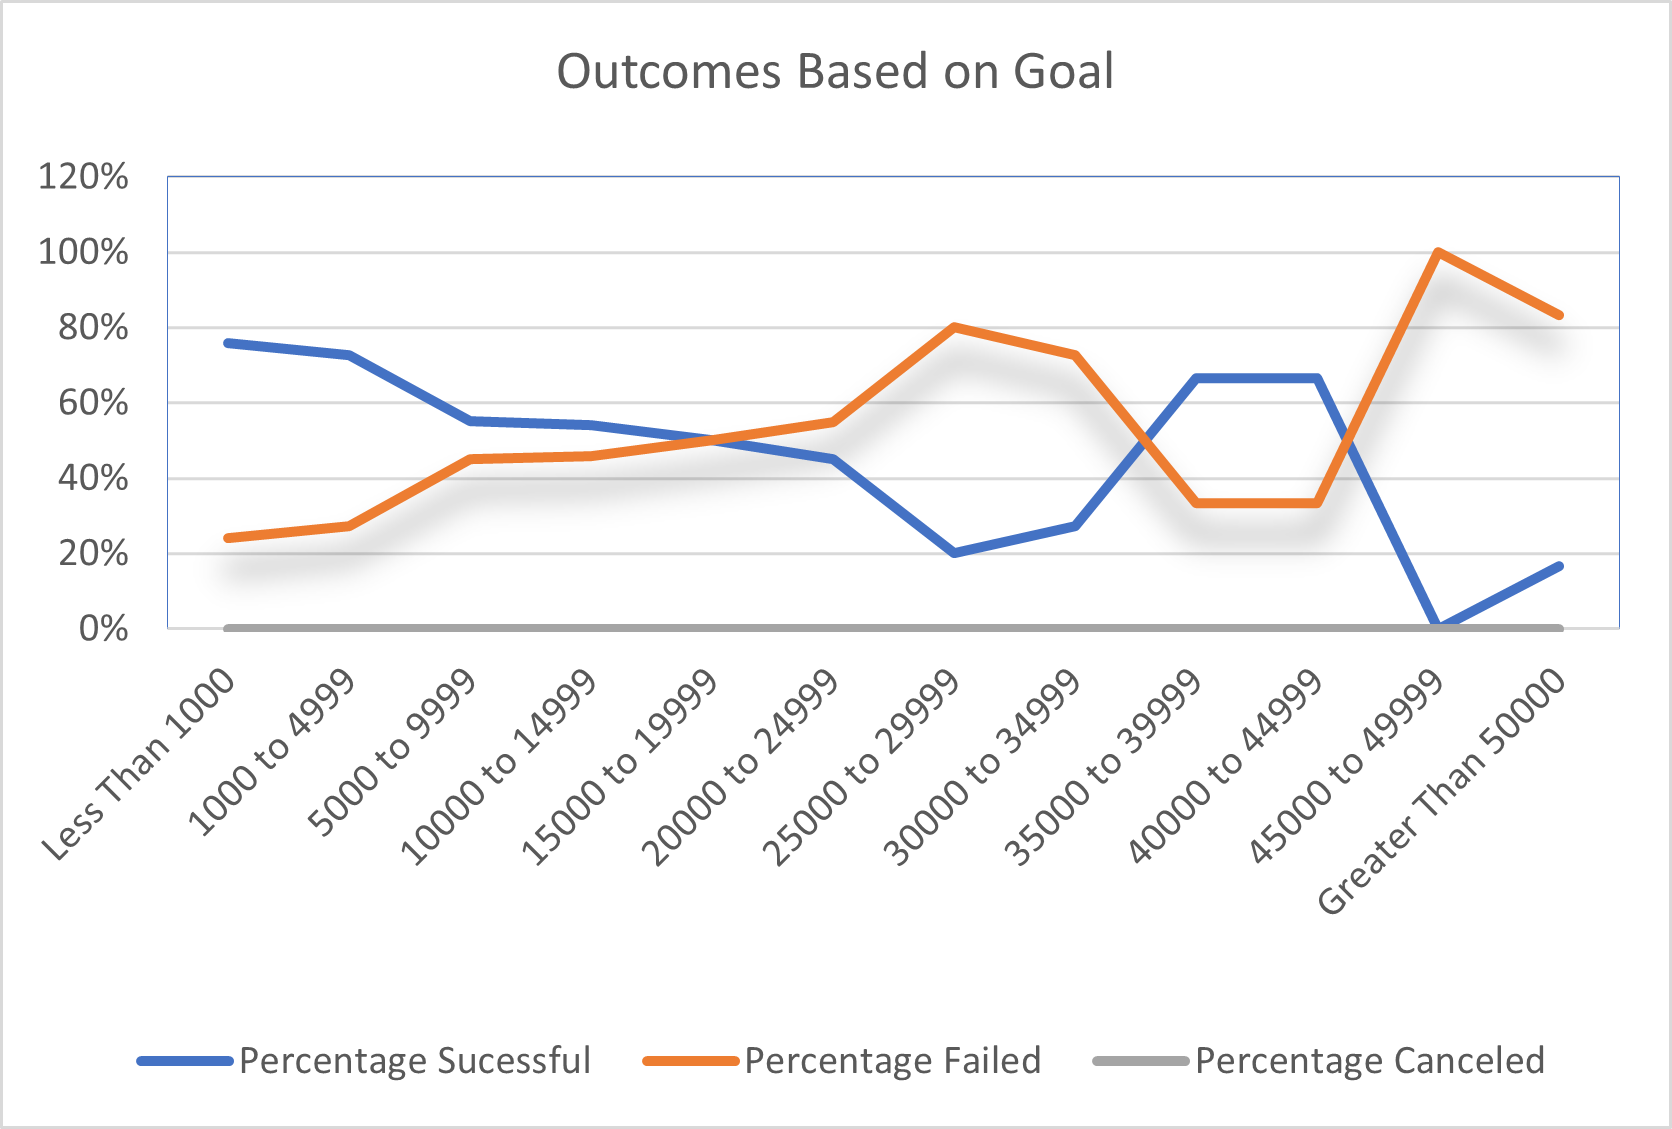 Outcomes Based on Goal
120%
100%
80%
60%
40%
20%
0%
Less Than 1000
1000 to 4999
5000 to 9999
10000 to 14999
15000 to 19999
20000 to 24999
25000 to 29999
30000 to 34999
35000 to 39999
40000 to 44999
45000 to 49999
Greater Than 50000
Percentage Sucessful
Percentage Failed
Percentage Canceled